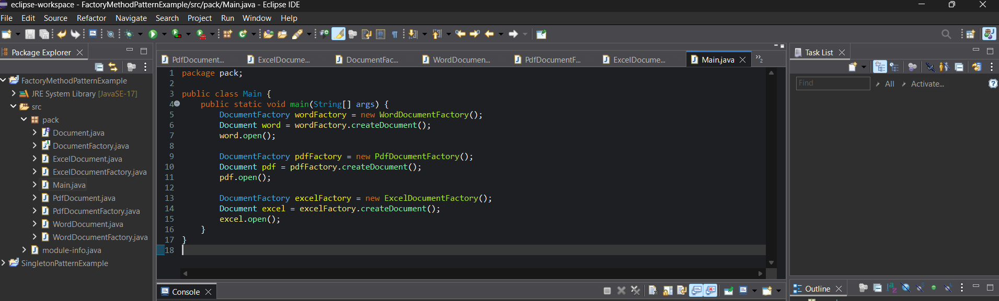 eclipse-workspace - FactoryMethodPatternExample/src/pack/Main.java - Eclipse IDE
File Edit Source Refactor Navigate Search Project Run Window Help
Package Explorer
FactoryMethodPatternExample
JRE System Library [JavaSE-17]
src
pack
Document.java
DocumentFactory.java
ExcelDocument.java
ExcelDocumentFactory.java
Main.java
PdfDocument.java
PdfDocumentFactory.java
WordDocument.java
WordDocumentFactory.java
module-info.java
SingletonPatternExample
PdfDocument... ExcelDocume... DocumentFac... WordDocumen... PdfDocumentF... ExcelDocume... Main.java »2
1 package pack;
2
3 public class Main {
4 public static void main(String[] args) {
5 DocumentFactory wordFactory = new WordDocumentFactory();
6 Document word = wordFactory.createDocument();
7 word.open();
8
9 DocumentFactory pdfFactory = new PdfDocumentFactory();
10 Document pdf = pdfFactory.createDocument();
11 pdf.open();
12
13 DocumentFactory excelFactory = new ExcelDocumentFactory();
14 Document excel = excelFactory.createDocument();
15 excel.open();
16 }
17 }
18
Console
Task List
Find All Activate...
Outline